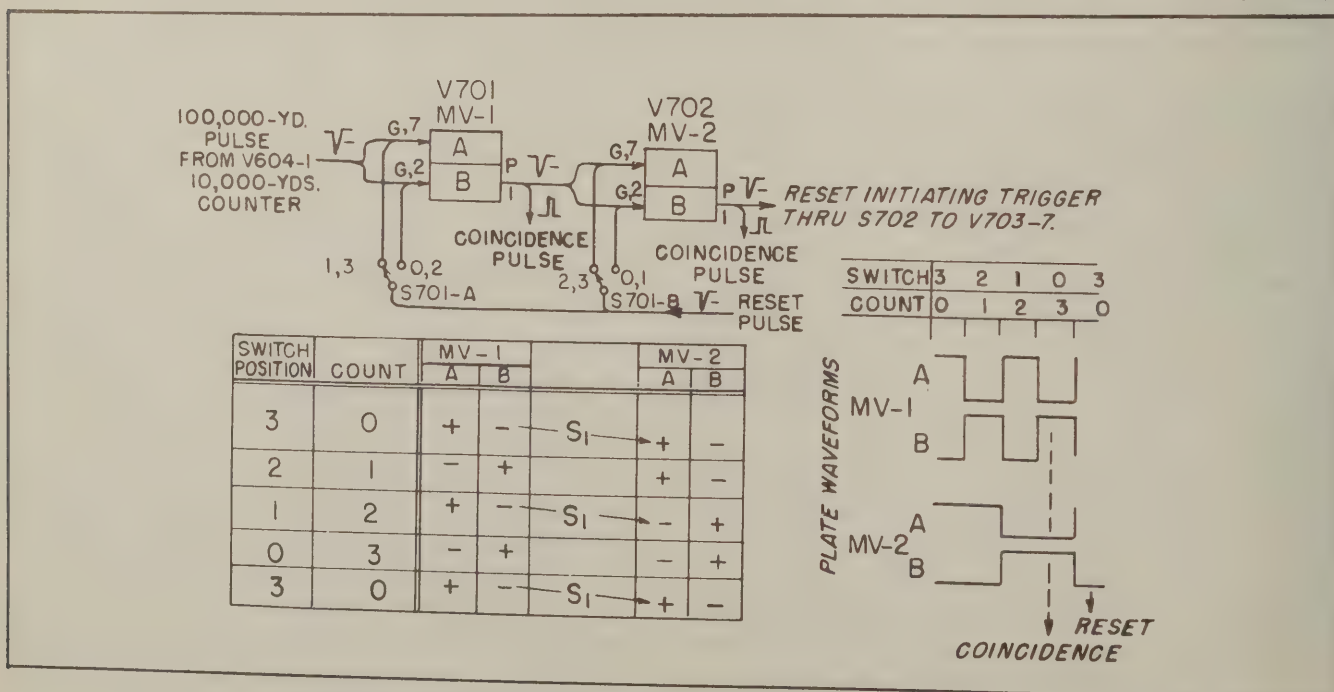 100,000-YD.
PULSE
FROM V604-1
10,000-YDS.
COUNTER
V-
G,7
G,2
V701
MV-1
A
B
P V-
1
COINCIDENCE
PULSE
G,7
G,2
V702
MV-2
A
B
P V-
1
RESET INITIATING TRIGGER
THRU S702 TO V703-7.
COINCIDENCE
PULSE
1,3
0,2
S701-A
2,3
0,1
S701-B
V- RESET
PULSE
SWITCH 3 2 1 0 3
COUNT 0 1 2 3 0
SWITCH POSITION COUNT MV-1 MV-2
A B A B
3 0 + - S1 + -
2 1 - + + -
1 2 + - S1 - +
0 3 - + - +
3 0 + - S1 + -
PLATE WAVEFORMS
A
MV-1
B
A
MV-2
B
RESET
COINCIDENCE